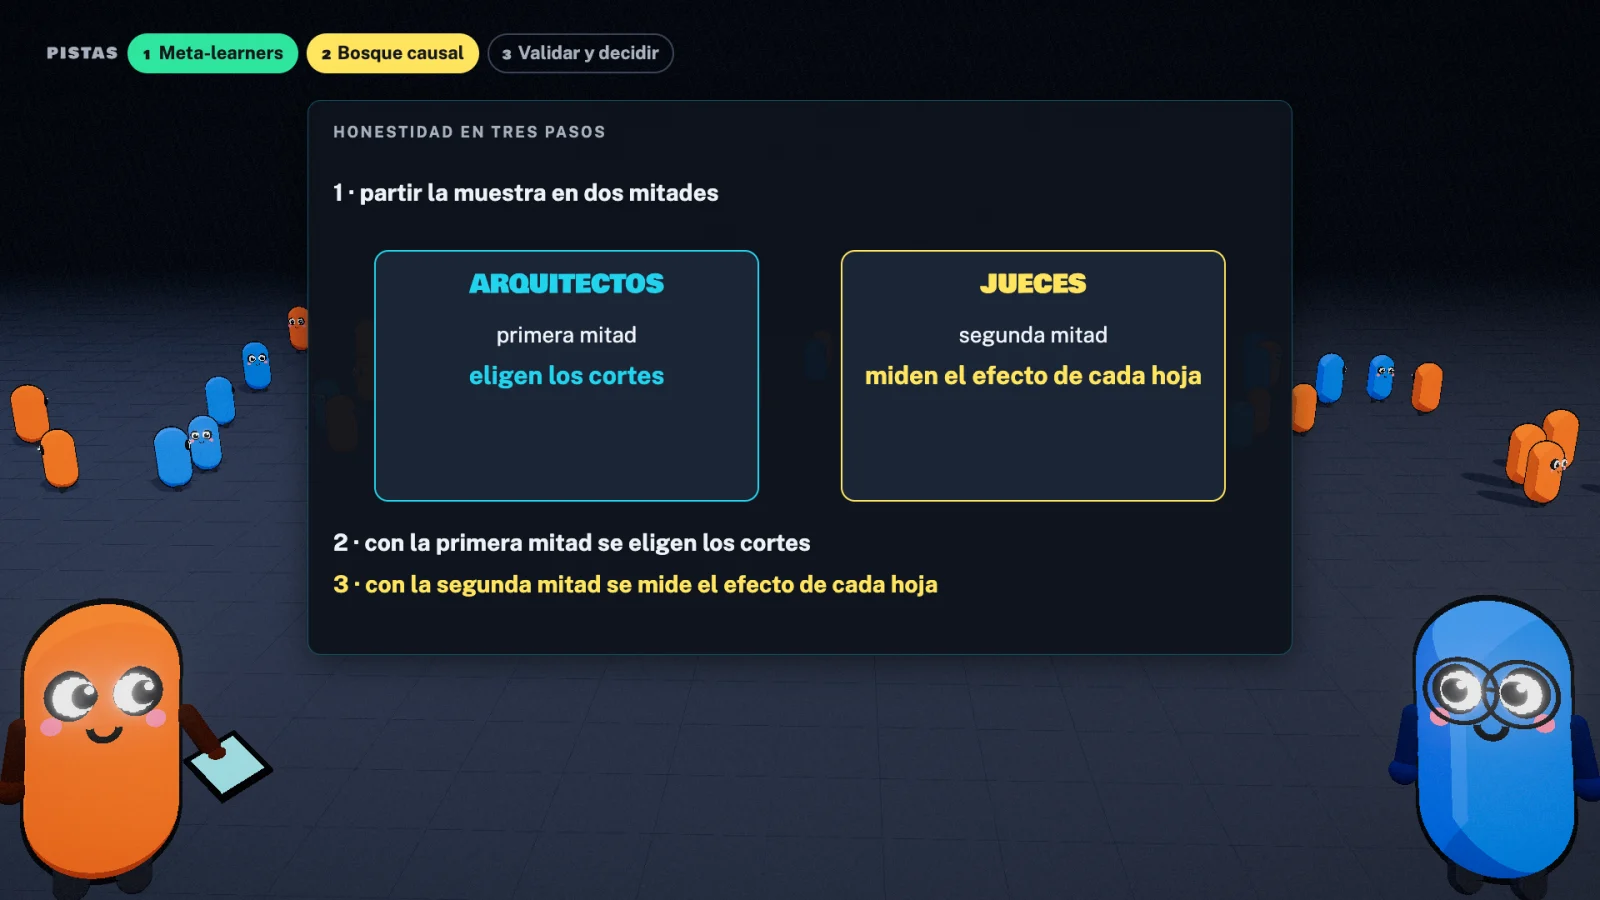 PISTAS 1 Meta-learners 2 Bosque causal 3 Validar y decidir
HONESTIDAD EN TRES PASOS
1 · partir la muestra en dos mitades
ARQUITECTOS
primera mitad
eligen los cortes
JUECES
segunda mitad
miden el efecto de cada hoja
2 · con la primera mitad se eligen los cortes
3 · con la segunda mitad se mide el efecto de cada hoja